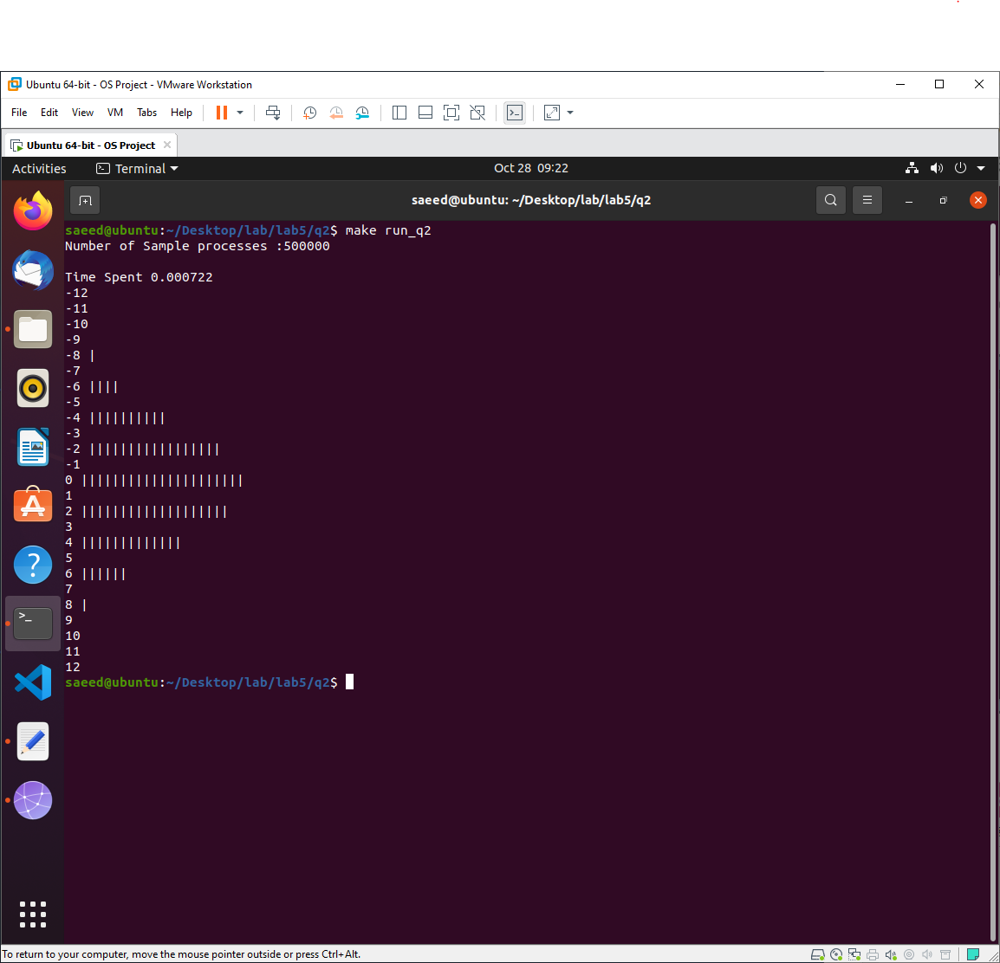 Ubuntu 64-bit - OS Project - VMware Workstation
File Edit View VM Tabs Help
Ubuntu 64-bit - OS Project
Activities Terminal Oct 28 09:22
saeed@ubuntu: ~/Desktop/lab/lab5/q2
saeed@ubuntu:~/Desktop/lab/lab5/q2$ make run_q2
Number of Sample processes :500000
Time Spent 0.000722
-12
-11
-10
-9
-8 |
-7
-6 ||||
-5
-4 ||||||||||
-3
-2 |||||||||||||||||
-1
0 |||||||||||||||||||||
1
2 |||||||||||||||||||
3
4 |||||||||||||
5
6 ||||||
7
8 |
9
10
11
12
saeed@ubuntu:~/Desktop/lab/lab5/q2$
To return to your computer, move the mouse pointer outside or press Ctrl+Alt.